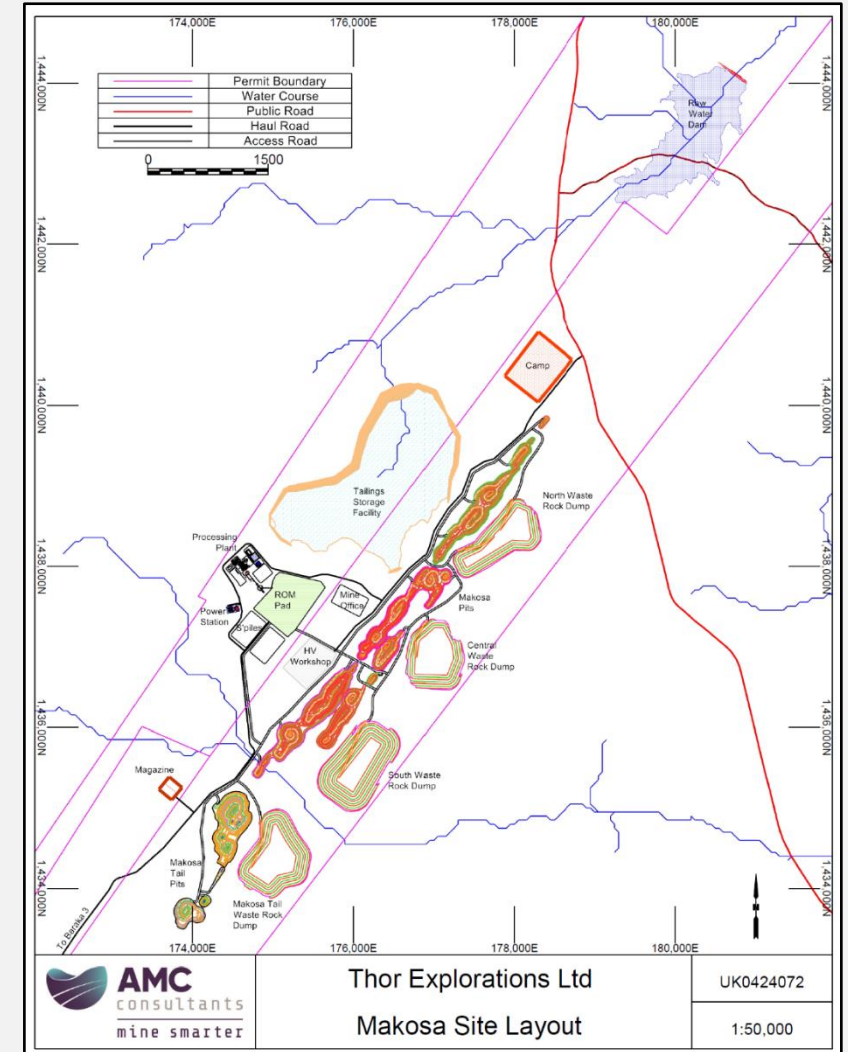 174,000E
176,000E
178,000E
180,000E
1,444,000N
1,444,000N
Permit Boundary
Water Course
Public Road
Haul Road
Access Road
0
1500
Raw
Water
Dam
1,442,000N
1,442,000N
Camp
1,440,000N
1,440,000N
Tailings
Storage
Facility
North Waste
Rock Dump
Processing
Plant
1,438,000N
1,438,000N
ROM
Pad
Mine
Office
Makosa
Pits
Power
Station
S'piles
HV
Workshop
Central
Waste
Rock Dump
1,436,000N
1,436,000N
Magazine
South Waste
Rock Dump
Makosa
Tail
Pits
1,434,000N
1,434,000N
Makosa Tail
Waste Rock
Dump
To Baraka 3
N
174,000E
176,000E
178,000E
180,000E
AMC
consultants
mine smarter
Thor Explorations Ltd
Makosa Site Layout
UK0424072
1:50,000